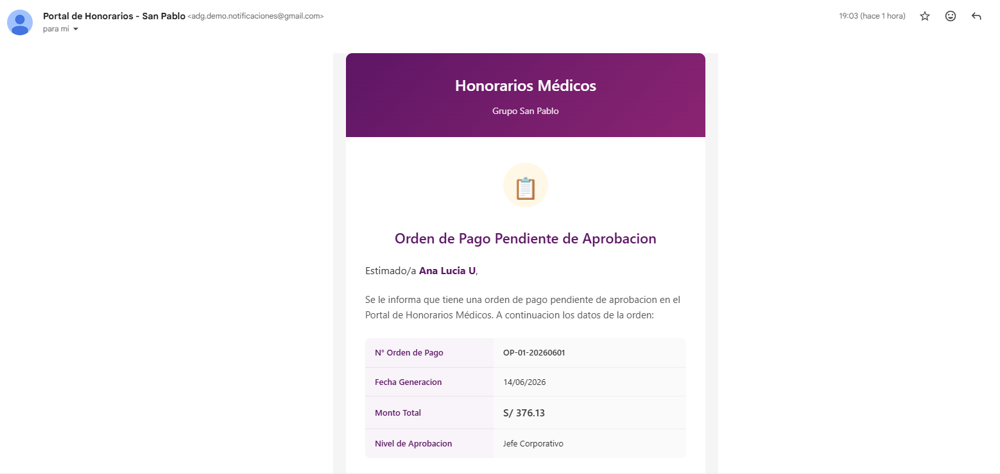 Portal de Honorarios - San Pablo <adg.demo.notificaciones@gmail.com>
19:03 (hace 1 hora)
para mí
Honorarios Médicos
Grupo San Pablo
Orden de Pago Pendiente de Aprobacion
Estimado/a Ana Lucia U,
Se le informa que tiene una orden de pago pendiente de aprobacion en el
Portal de Honorarios Médicos. A continuacion los datos de la orden:
N° Orden de Pago OP-01-20260601
Fecha Generacion 14/06/2026
Monto Total S/ 376.13
Nivel de Aprobacion Jefe Corporativo